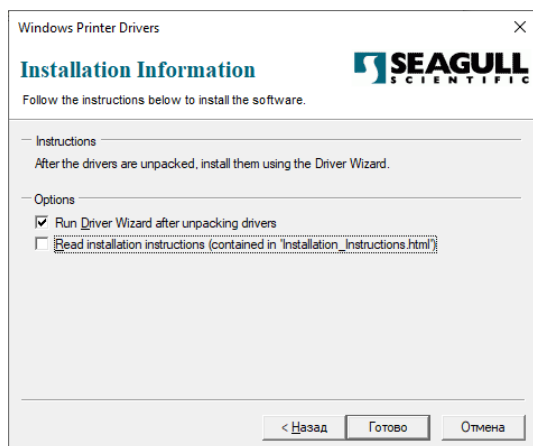 Windows Printer Drivers
Installation Information
SEAGULL
SCIENTIFIC
Follow the instructions below to install the software.
Instructions
After the drivers are unpacked, install them using the Driver Wizard.
Options
Run Driver Wizard after unpacking drivers
Read installation instructions (contained in 'Installation_Instructions.html')
< Назад Готово Отмена